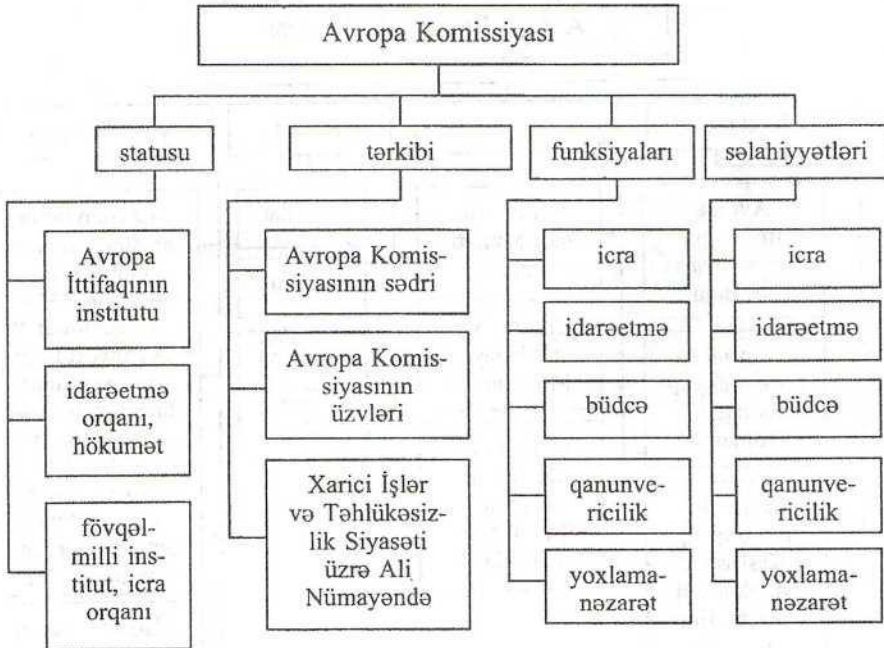 Avropa Komissiyası
statusu
tərkibi
funksiyaları
səlahiyyətləri
Avropa
İttifaqının
institutu
idarəetmə
orqanı,
hökumət
fövqəl-
milli ins-
titut, icra
orqanı
Avropa Komis-
siyasının sədri
Avropa Komis-
siyasının
üzvləri
Xarici İşlər
və Təhlükəsiz-
lik Siyasəti
üzrə Ali
Nümayəndə
icra
idarəetmə
büdcə
qanunve-
ricilik
yoxlama-
nəzarət
icra
idarəetmə
büdcə
qanunve-
ricilik
yoxlama-
nəzarət